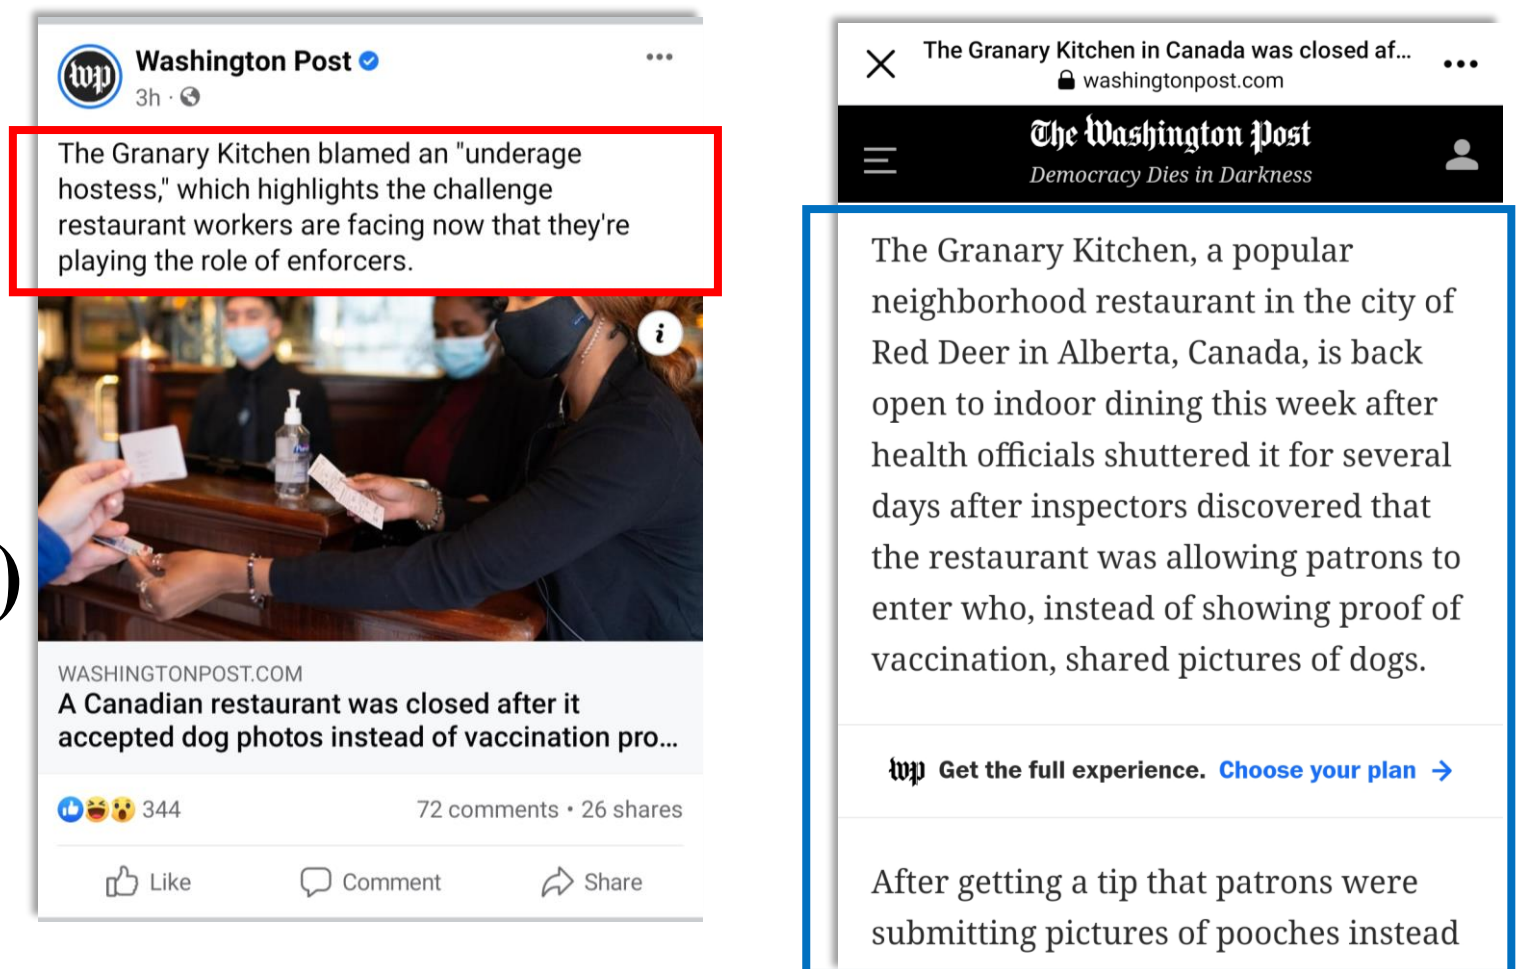 Washington Post
3h ·
The Granary Kitchen blamed an "underage
hostess," which highlights the challenge
restaurant workers are facing now that they're
playing the role of enforcers.
i
WASHINGTONPOST.COM
A Canadian restaurant was closed after it
accepted dog photos instead of vaccination pro...
344
72 comments • 26 shares
Like
Comment
Share
)
The Granary Kitchen in Canada was closed af...
washingtonpost.com
The Washington Post
Democracy Dies in Darkness
The Granary Kitchen, a popular
neighborhood restaurant in the city of
Red Deer in Alberta, Canada, is back
open to indoor dining this week after
health officials shuttered it for several
days after inspectors discovered that
the restaurant was allowing patrons to
enter who, instead of showing proof of
vaccination, shared pictures of dogs.
wp Get the full experience. Choose your plan →
After getting a tip that patrons were
submitting pictures of pooches instead